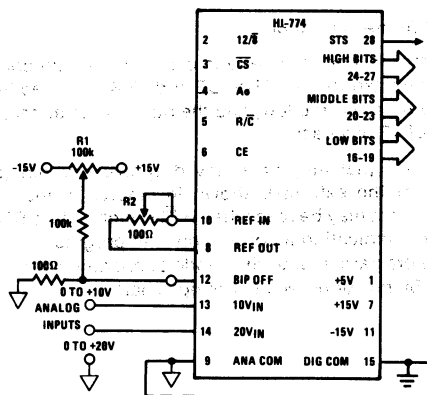 HI-774
2 12/8̅ STS 28
HIGH BITS
3 C̅S̅ 24-27
4 Ao MIDDLE BITS
20-23
5 R/C̅ LOW BITS
6 CE 16-19
R1
100k
-15V +15V
100k
R2
100Ω
10 REF IN
8 REF OUT
100Ω
12 BIP OFF +5V 1
0 TO +10V
ANALOG 13 10VIN +15V 7
INPUTS 14 20VIN -15V 11
0 TO +20V
9 ANA COM DIG COM 15